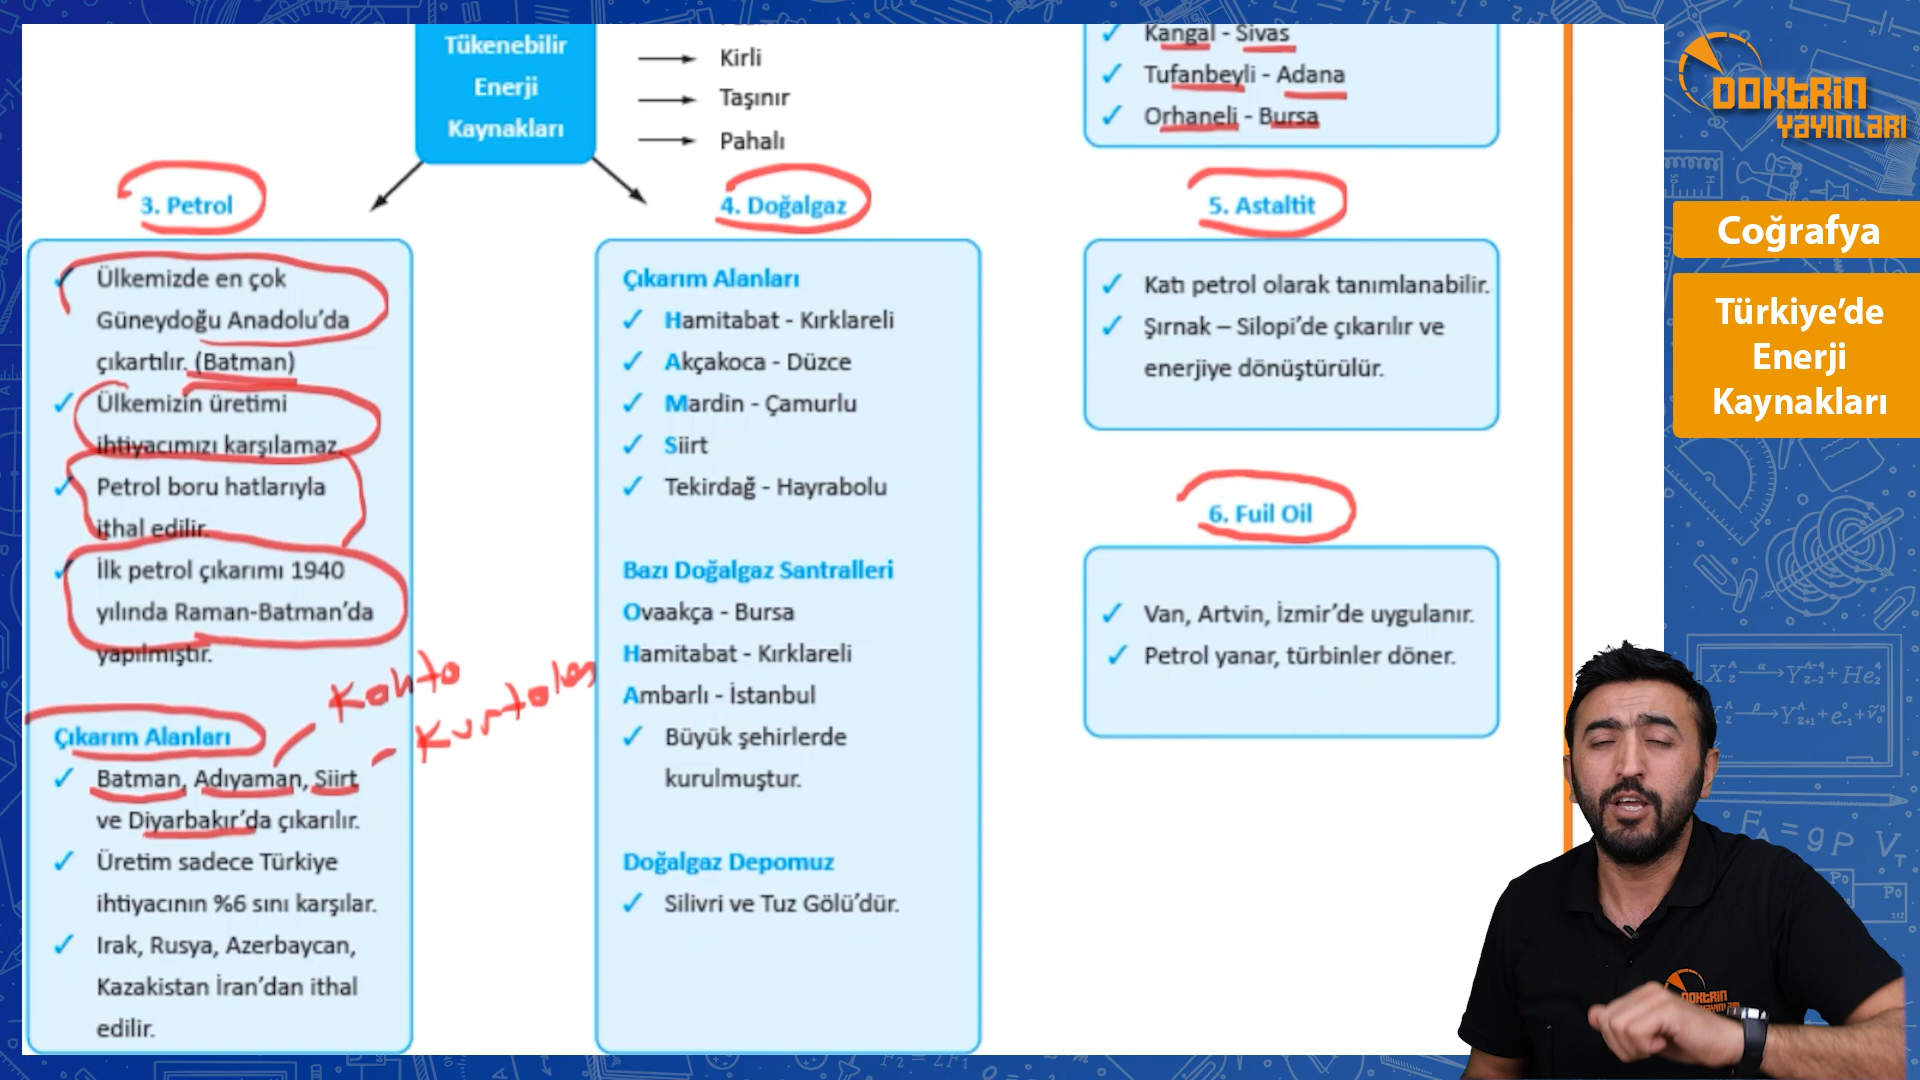 Tükenebilir
Enerji
Kaynakları
Kirli
Taşınır
Pahalı
Kangal - Sivas
Tufanbeyli - Adana
Orhaneli - Bursa
3. Petrol
Ülkemizde en çok
Güneydoğu Anadolu’da
çıkartılır. (Batman)
Ülkemizin üretimi
ihtiyacımızı karşılamaz.
Petrol boru hatlarıyla
ithal edilir.
İlk petrol çıkarımı 1940
yılında Raman-Batman’da
yapılmıştır.
Kahta
Kurtalan
Çıkarım Alanları
Batman, Adıyaman, Siirt
ve Diyarbakır’da çıkarılır.
Üretim sadece Türkiye
ihtiyacının %6 sını karşılar.
Irak, Rusya, Azerbaycan,
Kazakistan İran’dan ithal
edilir.
4. Doğalgaz
Çıkarım Alanları
Hamitabat - Kırklareli
Akçakoca - Düzce
Mardin - Çamurlu
Siirt
Tekirdağ - Hayrabolu
Bazı Doğalgaz Santralleri
Ovaakça - Bursa
Hamitabat - Kırklareli
Ambarlı - İstanbul
Büyük şehirlerde
kurulmuştur.
Doğalgaz Depomuz
Silivri ve Tuz Gölü’dür.
5. Astaltit
Katı petrol olarak tanımlanabilir.
Şırnak – Silopi’de çıkarılır ve
enerjiye dönüştürülür.
6. Fuil Oil
Van, Artvin, İzmir’de uygulanır.
Petrol yanar, türbinler döner.
DOKTRİN
YAYINLARI
Coğrafya
Türkiye’de
Enerji
Kaynakları